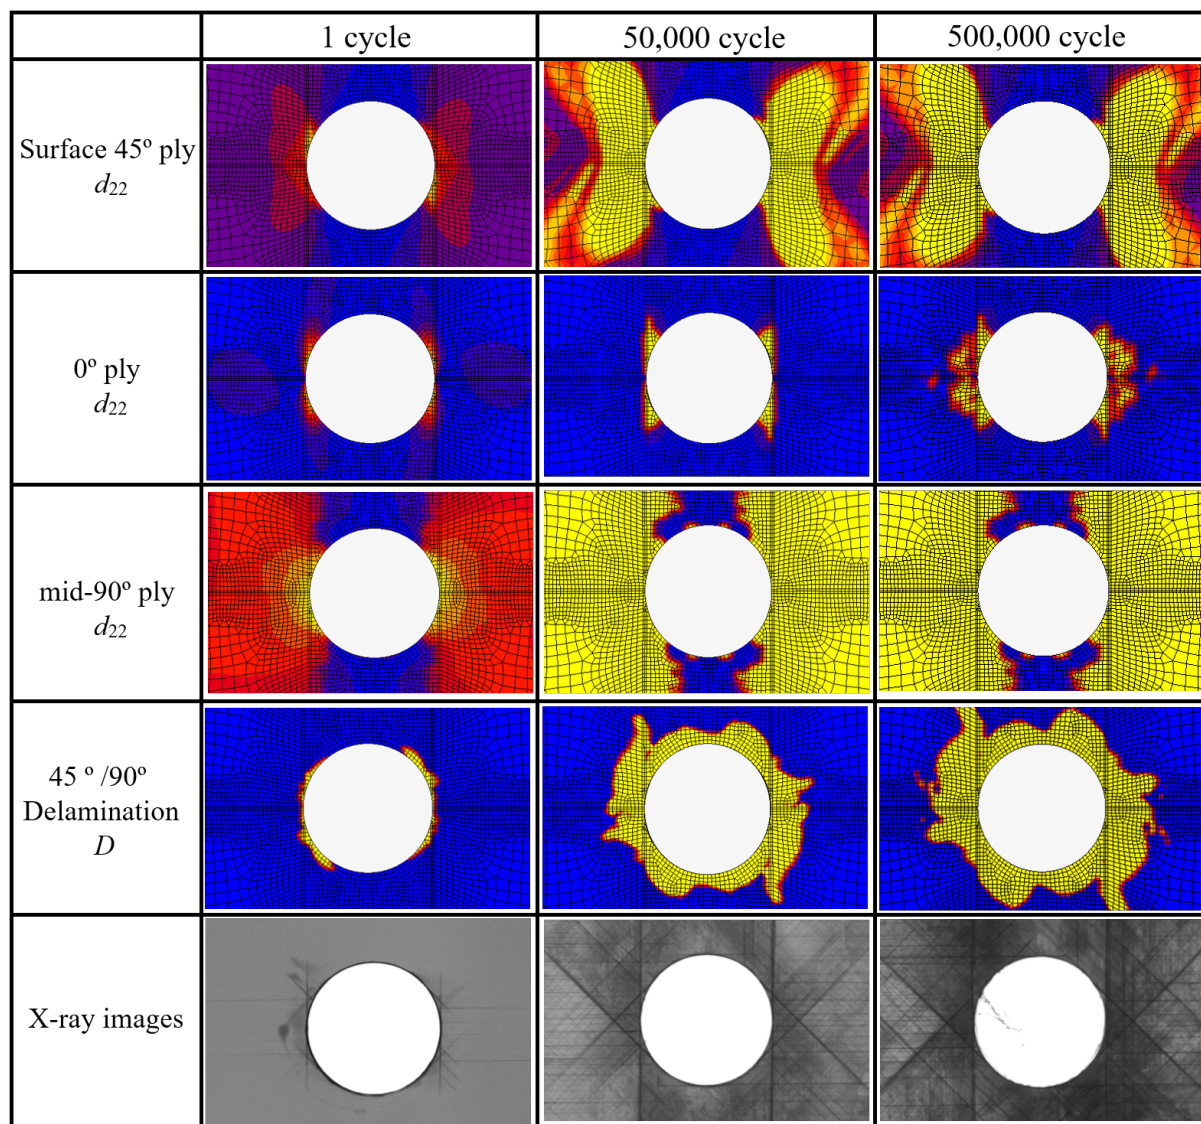 1 cycle
50,000 cycle
500,000 cycle
Surface 45º ply
d22
0º ply
d22
mid-90º ply
d22
45 º /90º
Delamination
D
X-ray images